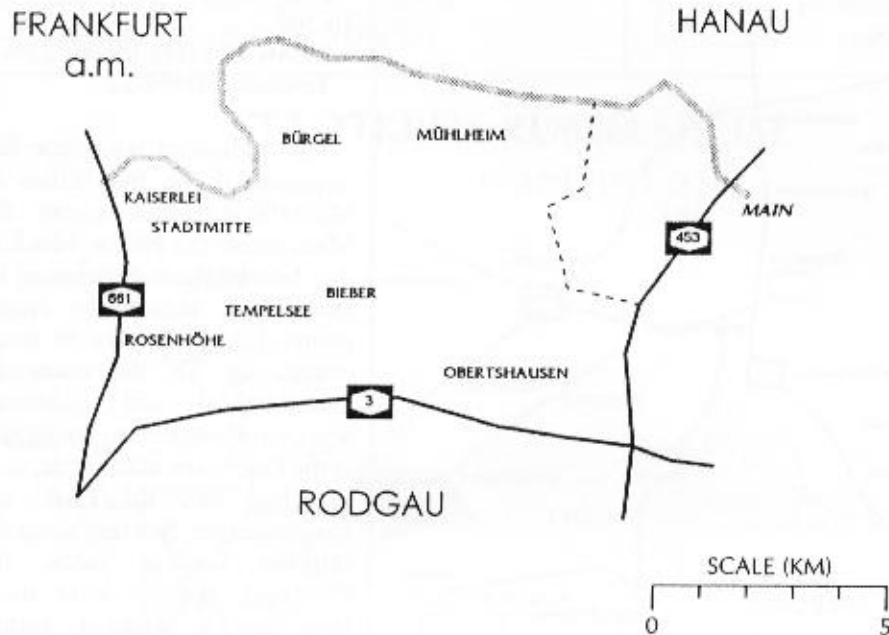 FRANKFURT
a.m.
HANAU
BÜRGEL
MÜHLHEIM
KAISERLEI
STADTMITTE
MAIN
453
661
BIEBER
TEMPELSEE
ROSENHÖHE
OBERTSHAUSEN
3
RODGAU
SCALE (KM)
0 5